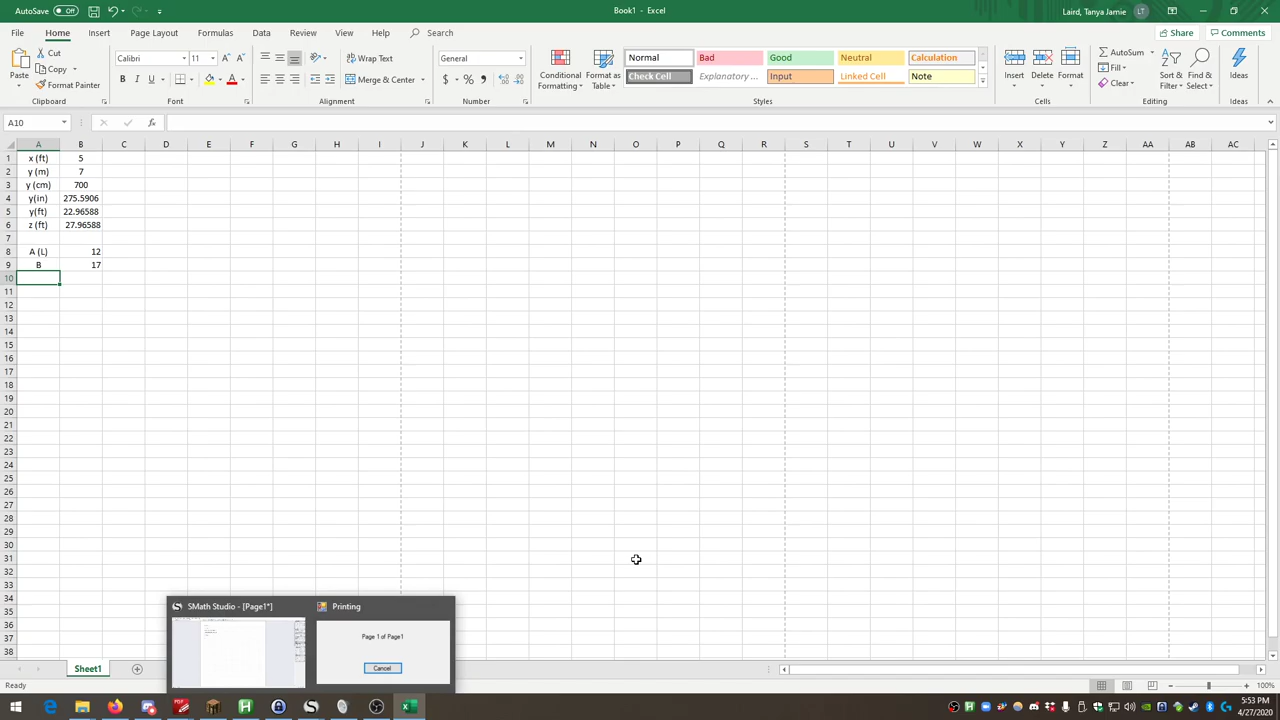 AutoSave Off
Book1 - Excel
Laird, Tanya Jamie
LT
File Home Insert Page Layout Formulas Data Review View Help Search
Share
Comments
Paste
Cut
Copy
Format Painter
Clipboard
Calibri
11
B I U
A
Font
Wrap Text
Merge & Center
Alignment
General
$ % 
Number
Conditional Formatting
Format as Table
Normal Bad Good Neutral Calculation
Check Cell Explanatory ... Input Linked Cell Note
Styles
Insert Delete Format
Cells
AutoSum
Fill
Clear
Sort & Filter
Find & Select
Editing
Ideas
Ideas
A10
fx
A B C D E F G H I J K L M N O P Q R S T U V W X Y Z AA AB AC
1 x (ft) 5
2 y (m) 7
3 y (cm) 700
4 y(in) 275.5906
5 y(ft) 22.96588
6 z (ft) 27.96588
7
8 A (L) 12
9 B 17
10
11
12
13
14
15
16
17
18
19
20
21
22
23
24
25
26
27
28
29
30
31
32
33
34
35
36
37
38
SMath Studio - [Page1*]
Printing
Page 1 of Page1
Cancel
Sheet1
Ready
100%
5:53 PM
4/27/2020